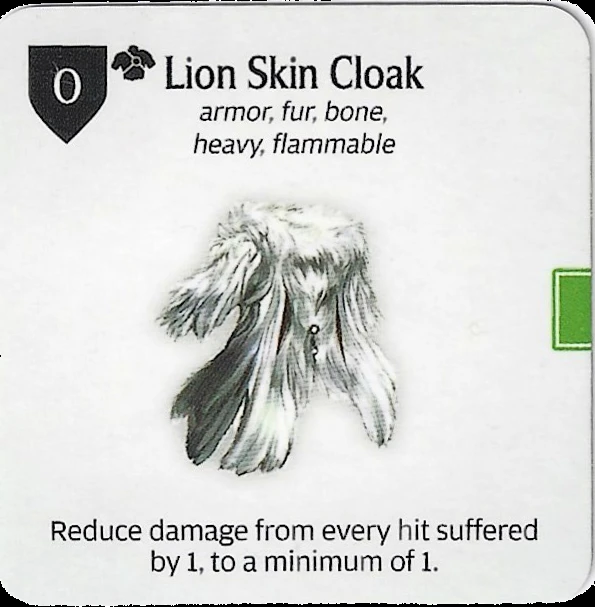 0
Lion Skin Cloak
armor, fur, bone,
heavy, flammable
Reduce damage from every hit suffered
by 1, to a minimum of 1.